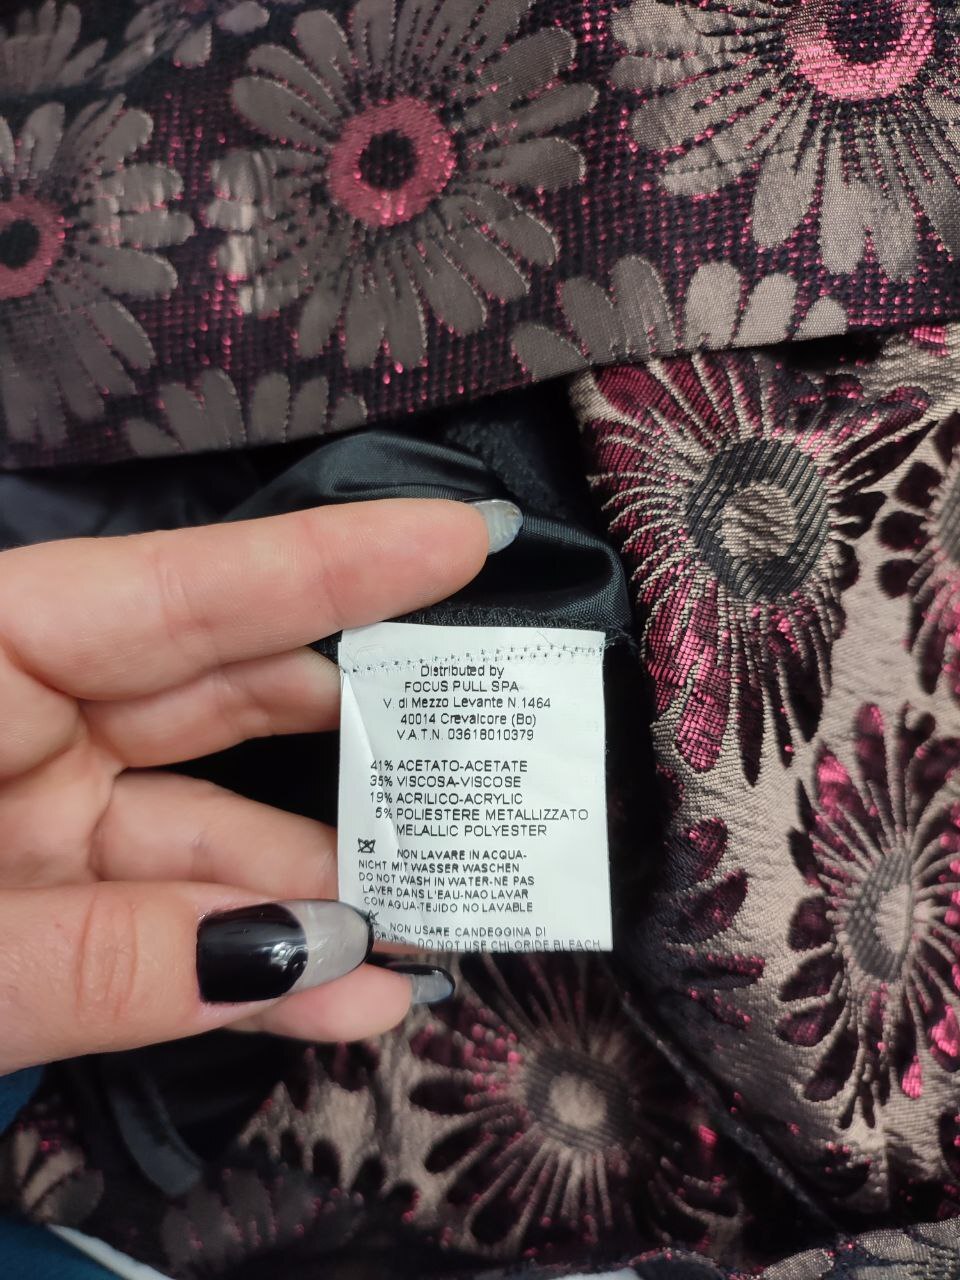 Distributed by
FOCUS PULL SPA
V. di Mezzo Levante N.1464
40014 Crevalcore (Bo)
V.A.T.N. 03618010379
41% ACETATO-ACETATE
35% VISCOSA-VISCOSE
19% ACRILICO-ACRYLIC
5% POLIESTERE METALLIZZATO
MELALLIC POLYESTER
NON LAVARE IN ACQUA-
NICHT MIT WASSER WASCHEN
DO NOT WASH IN WATER-NE PAS
LAVER DANS L'EAU-NAO LAVAR
COM AQUA-TEJIDO NO LAVABLE
NON USARE CANDEGGINA DI
- DO NOT USE CHLORIDE BLEACH